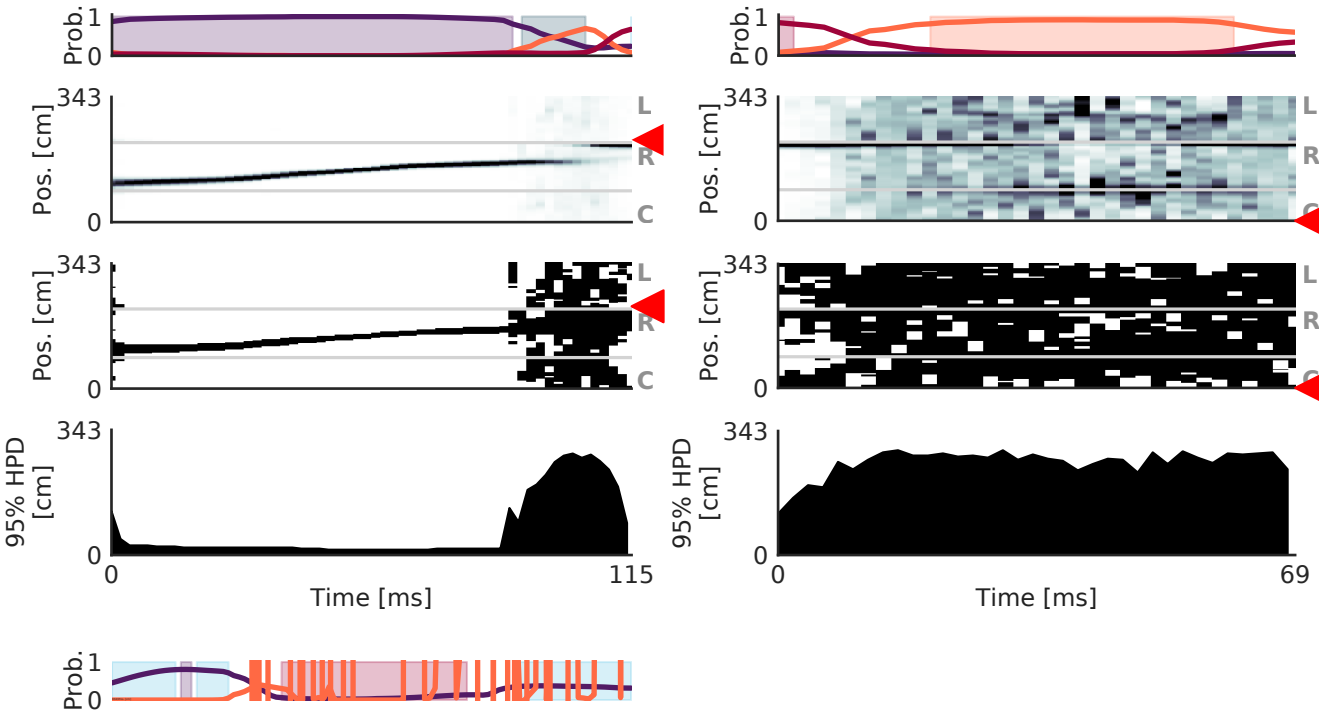 Prob.
1
0
Prob.
1
0
Pos. [cm]
343
0
L
R
C
Pos. [cm]
343
0
L
R
Pos. [cm]
343
0
L
R
C
Pos. [cm]
343
0
L
R
95% HPD
[cm]
343
0
0
115
Time [ms]
95% HPD
[cm]
343
0
0
69
Time [ms]
Prob.
1
0